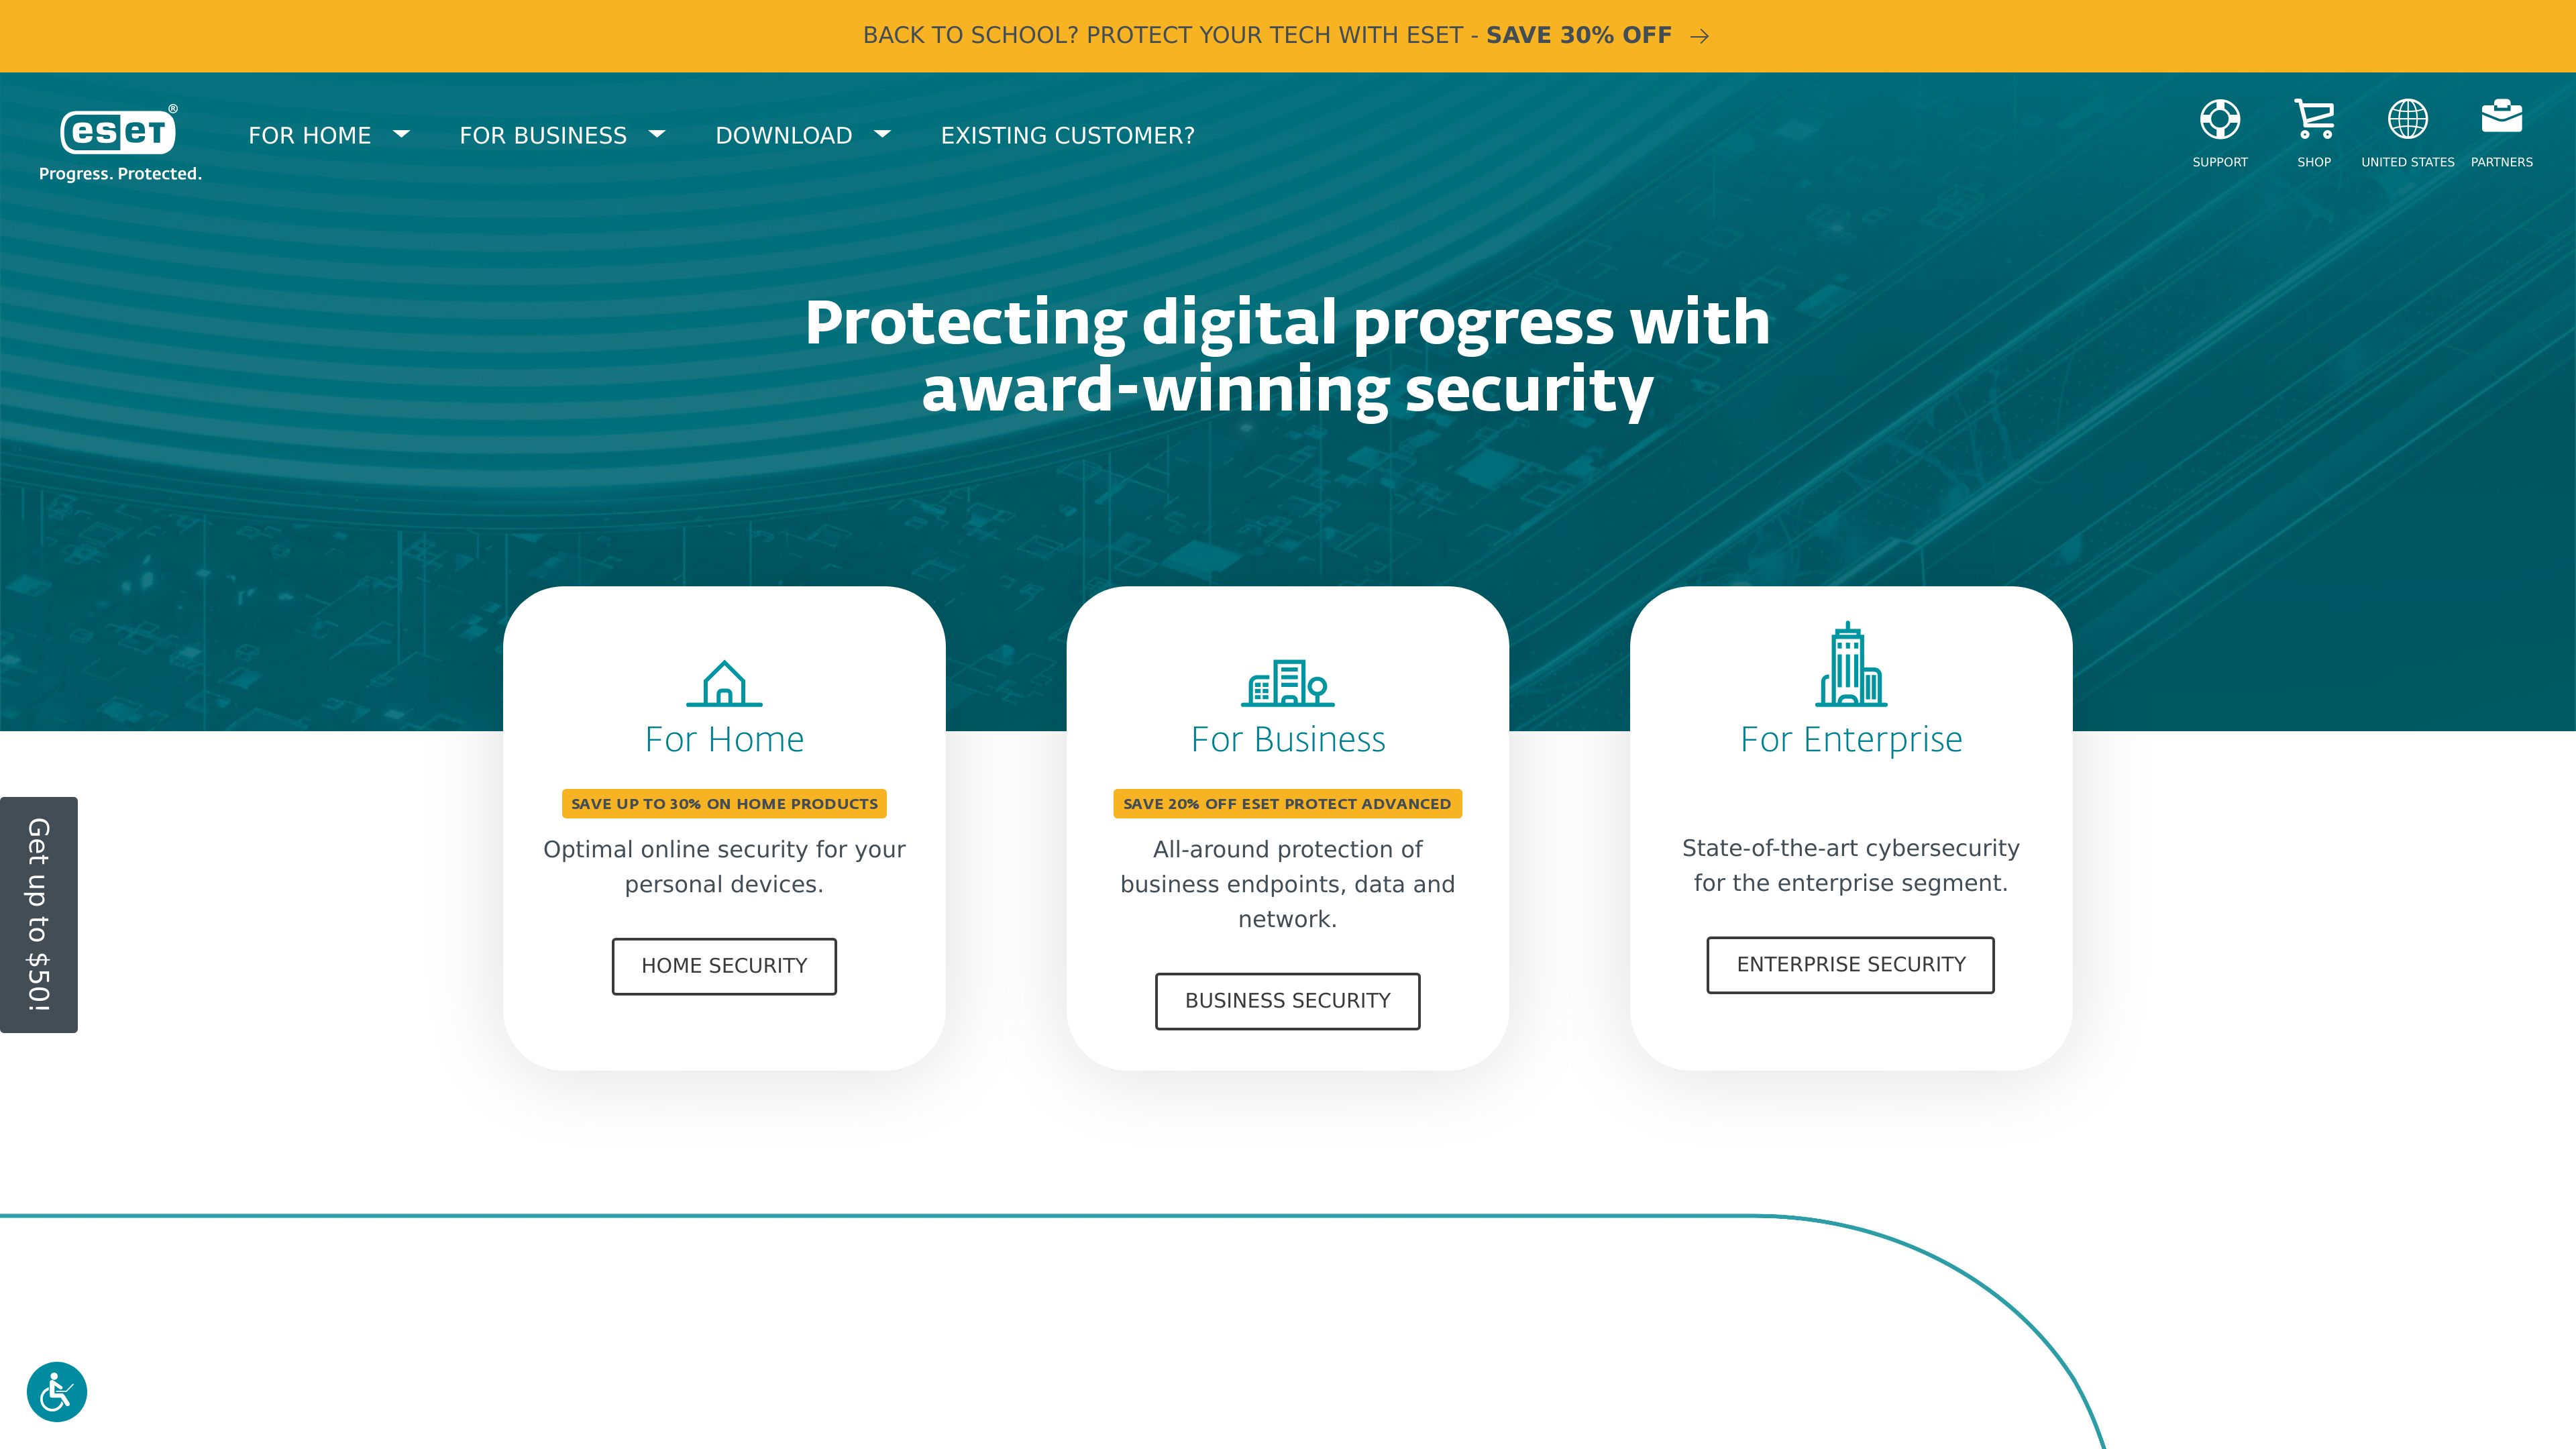 BACK TO SCHOOL? PROTECT YOUR TECH WITH ESET - SAVE 30% OFF →
eset®
Progress. Protected.
FOR HOME
FOR BUSINESS
DOWNLOAD
EXISTING CUSTOMER?
SUPPORT
SHOP
UNITED STATES
PARTNERS
Protecting digital progress with
award-winning security
For Home
SAVE UP TO 30% ON HOME PRODUCTS
Optimal online security for your
personal devices.
HOME SECURITY
For Business
SAVE 20% OFF ESET PROTECT ADVANCED
All-around protection of
business endpoints, data and
network.
BUSINESS SECURITY
For Enterprise
State-of-the-art cybersecurity
for the enterprise segment.
ENTERPRISE SECURITY
Get up to $50!